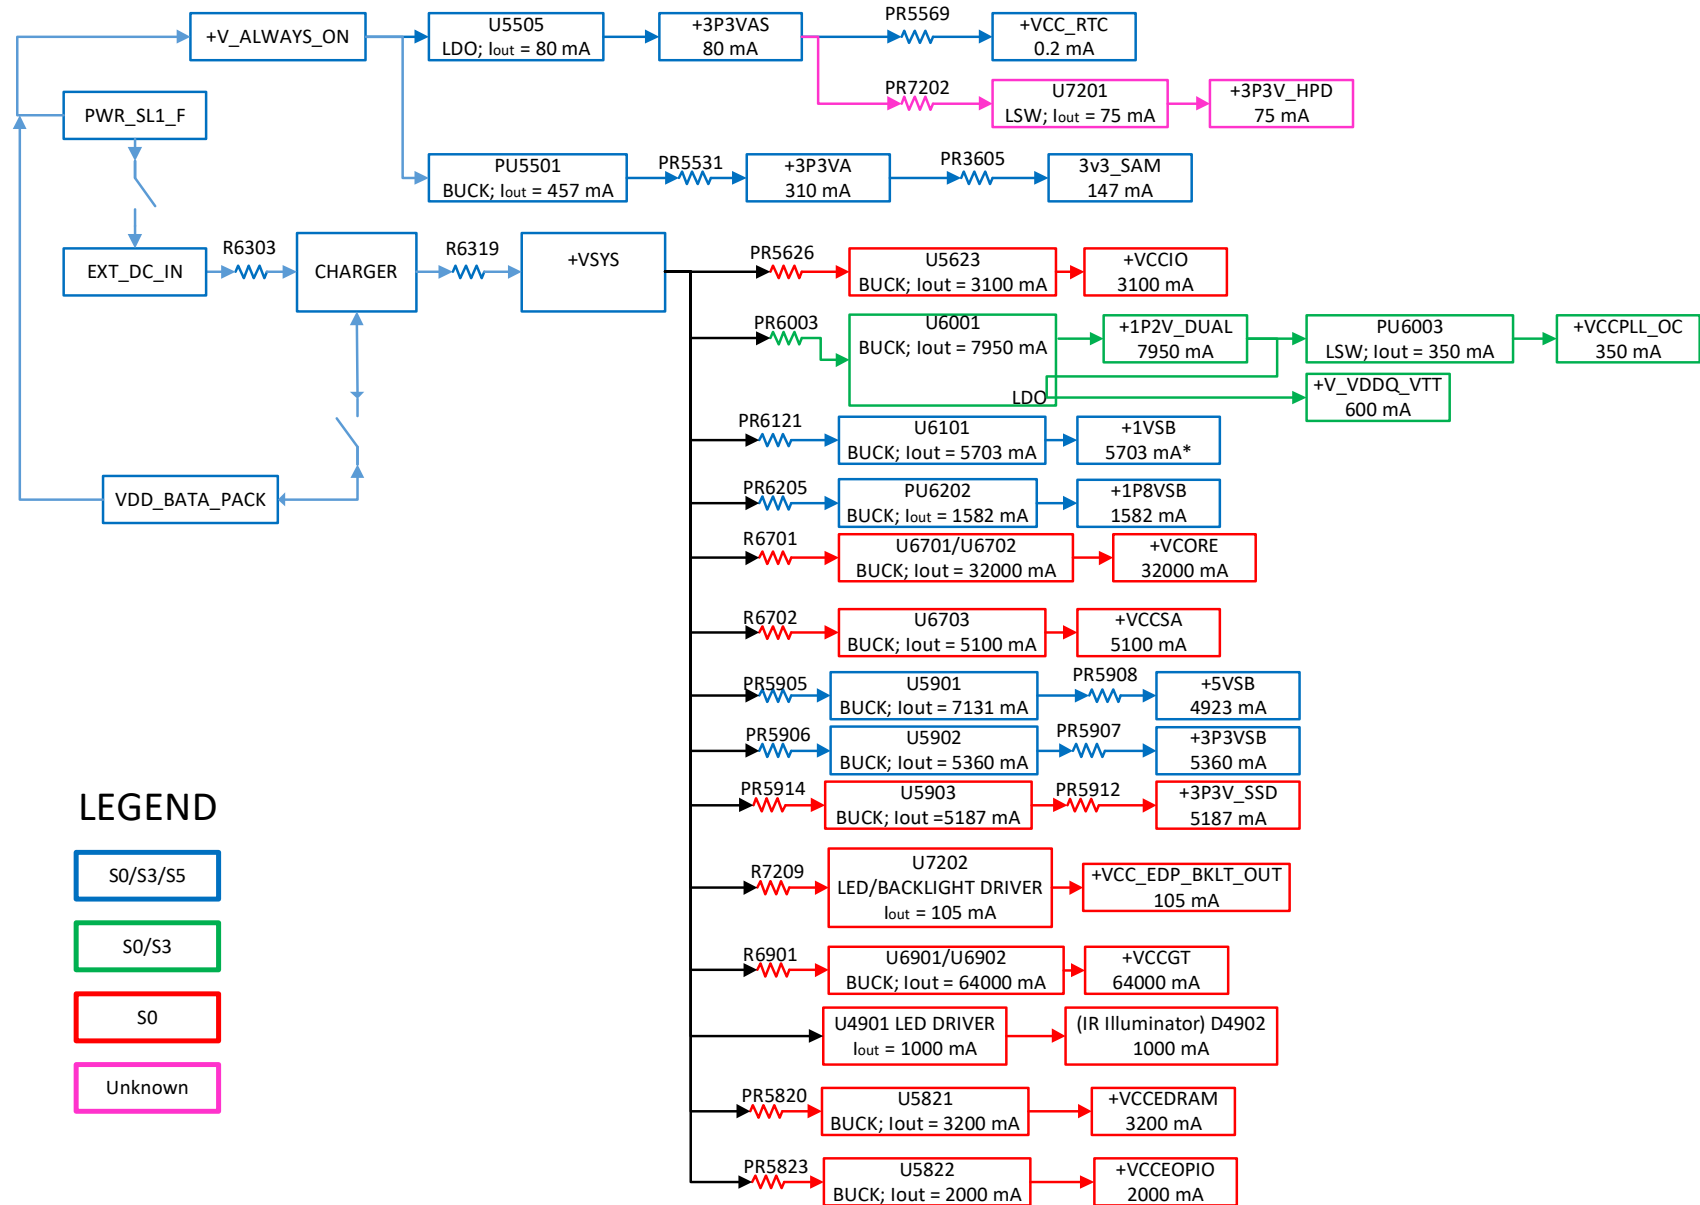 +V_ALWAYS_ON
U5505
LDO; Iout = 80 mA
+3P3VAS
80 mA
PR5569
+VCC_RTC
0.2 mA
PWR_SL1_F
PR7202
U7201
LSW; Iout = 75 mA
+3P3V_HPD
75 mA
PU5501
BUCK; Iout = 457 mA
PR5531
+3P3VA
310 mA
PR3605
3v3_SAM
147 mA
EXT_DC_IN
R6303
CHARGER
R6319
+VSYS
PR5626
U5623
BUCK; Iout = 3100 mA
+VCCIO
3100 mA
PR6003
U6001
BUCK; Iout = 7950 mA
LDO
+1P2V_DUAL
7950 mA
PU6003
LSW; Iout = 350 mA
+VCCPLL_OC
350 mA
+V_VDDQ_VTT
600 mA
PR6121
U6101
BUCK; Iout = 5703 mA
+1VSB
5703 mA*
VDD_BATA_PACK
PR6205
PU6202
BUCK; Iout = 1582 mA
+1P8VSB
1582 mA
R6701
U6701/U6702
BUCK; Iout = 32000 mA
+VCORE
32000 mA
R6702
U6703
BUCK; Iout = 5100 mA
+VCCSA
5100 mA
PR5905
U5901
BUCK; Iout = 7131 mA
PR5908
+5VSB
4923 mA
PR5906
U5902
BUCK; Iout = 5360 mA
PR5907
+3P3VSB
5360 mA
PR5914
U5903
BUCK; Iout =5187 mA
PR5912
+3P3V_SSD
5187 mA
R7209
U7202
LED/BACKLIGHT DRIVER
Iout = 105 mA
+VCC_EDP_BKLT_OUT
105 mA
R6901
U6901/U6902
BUCK; Iout = 64000 mA
+VCCGT
64000 mA
U4901 LED DRIVER
Iout = 1000 mA
(IR Illuminator) D4902
1000 mA
PR5820
U5821
BUCK; Iout = 3200 mA
+VCCEDRAM
3200 mA
PR5823
U5822
BUCK; Iout = 2000 mA
+VCCEOPIO
2000 mA
LEGEND
S0/S3/S5
S0/S3
S0
Unknown